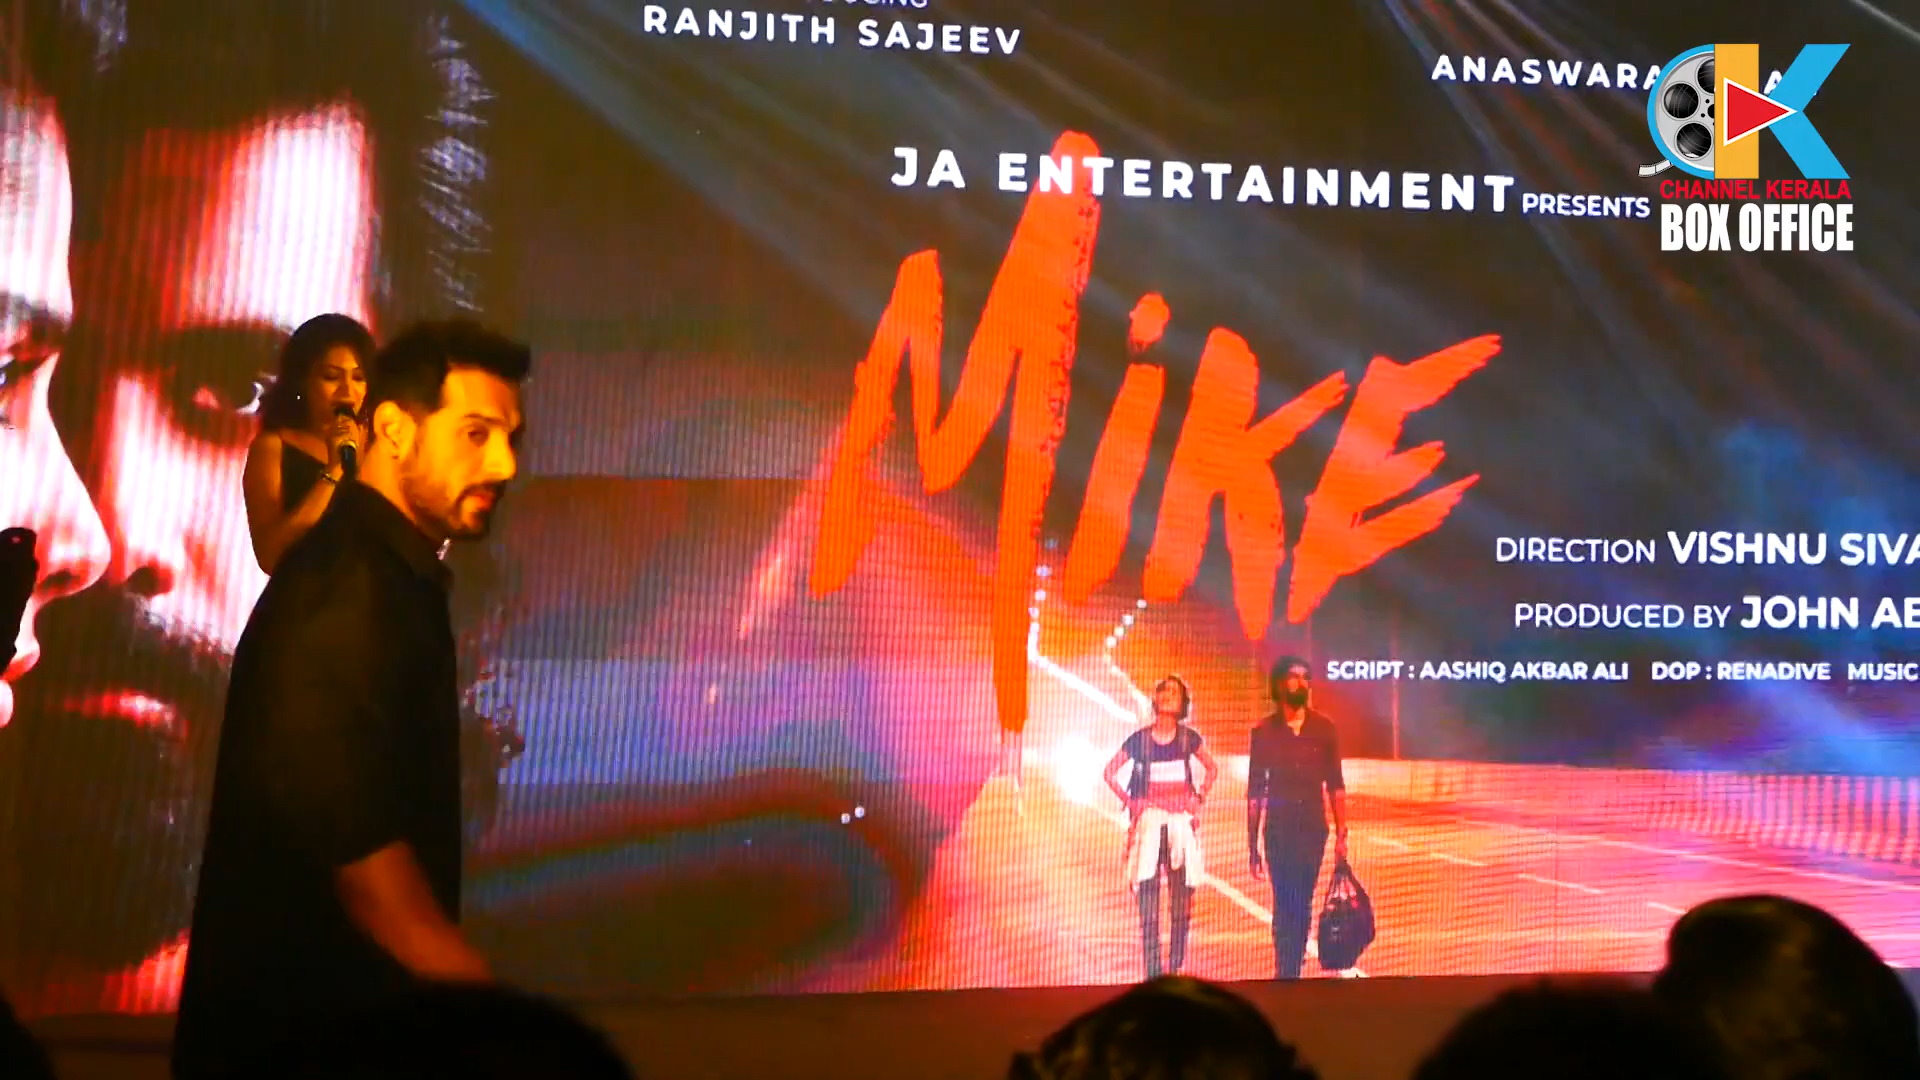 RANJITH SAJEEV
ANASWARA
JA ENTERTAINMENT PRESENTS
MIKE
DIRECTION VISHNU SIVA
PRODUCED BY JOHN AB
SCRIPT : AASHIQ AKBAR ALI DOP : RENADIVE MUSIC
CK
CHANNEL KERALA
BOX OFFICE